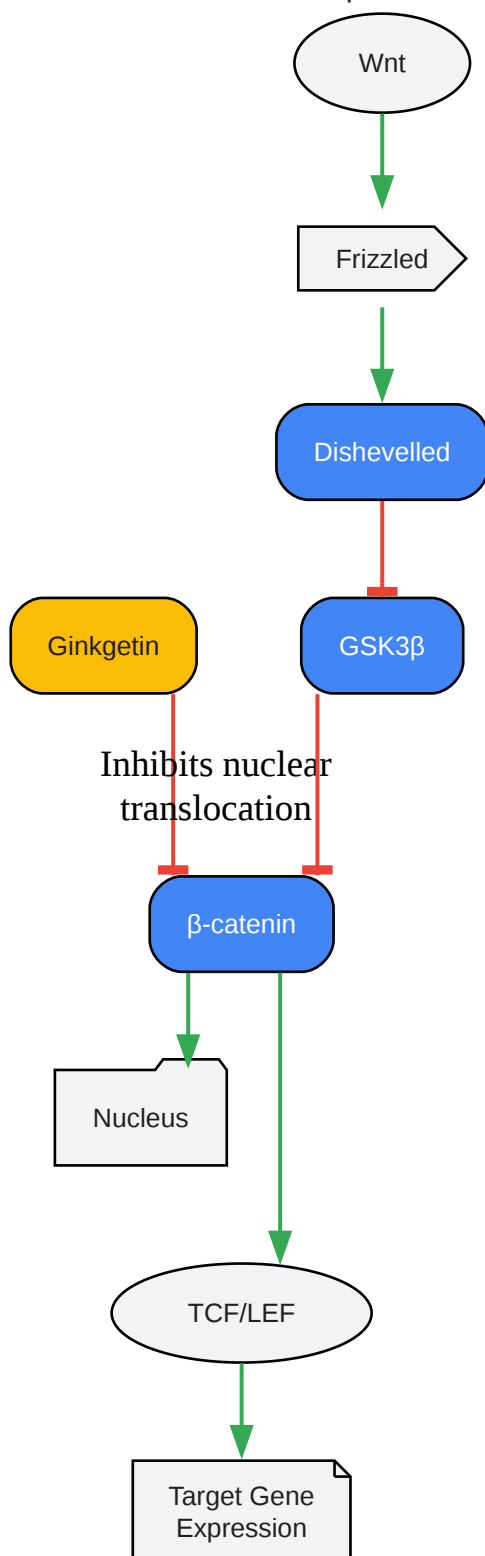 Wnt
Frizzled
Dishevelled
Ginkgetin
GSK3β
Inhibits nuclear
translocation
β-catenin
Nucleus
TCF/LEF
Target Gene
Expression